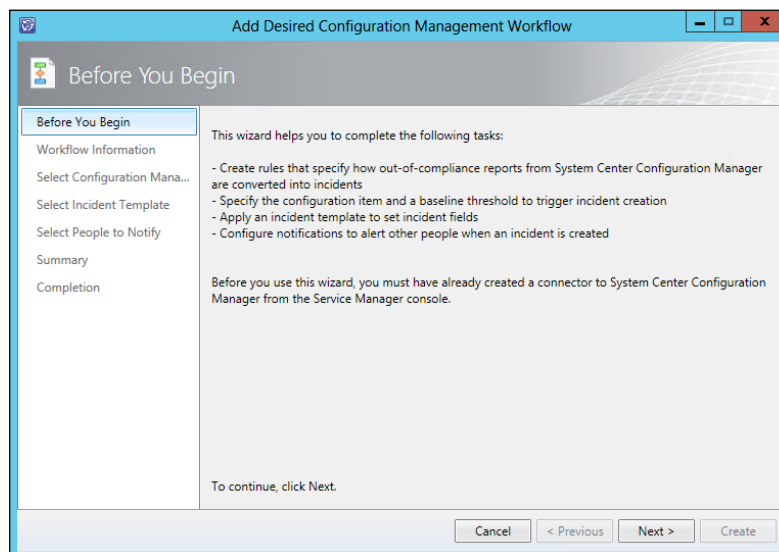 Add Desired Configuration Management Workflow
Before You Begin
Before You Begin
Workflow Information
Select Configuration Mana...
Select Incident Template
Select People to Notify
Summary
Completion
This wizard helps you to complete the following tasks:
- Create rules that specify how out-of-compliance reports from System Center Configuration Manager
are converted into incidents
- Specify the configuration item and a baseline threshold to trigger incident creation
- Apply an incident template to set incident fields
- Configure notifications to alert other people when an incident is created
Before you use this wizard, you must have already created a connector to System Center Configuration
Manager from the Service Manager console.
To continue, click Next.
Cancel
< Previous
Next >
Create